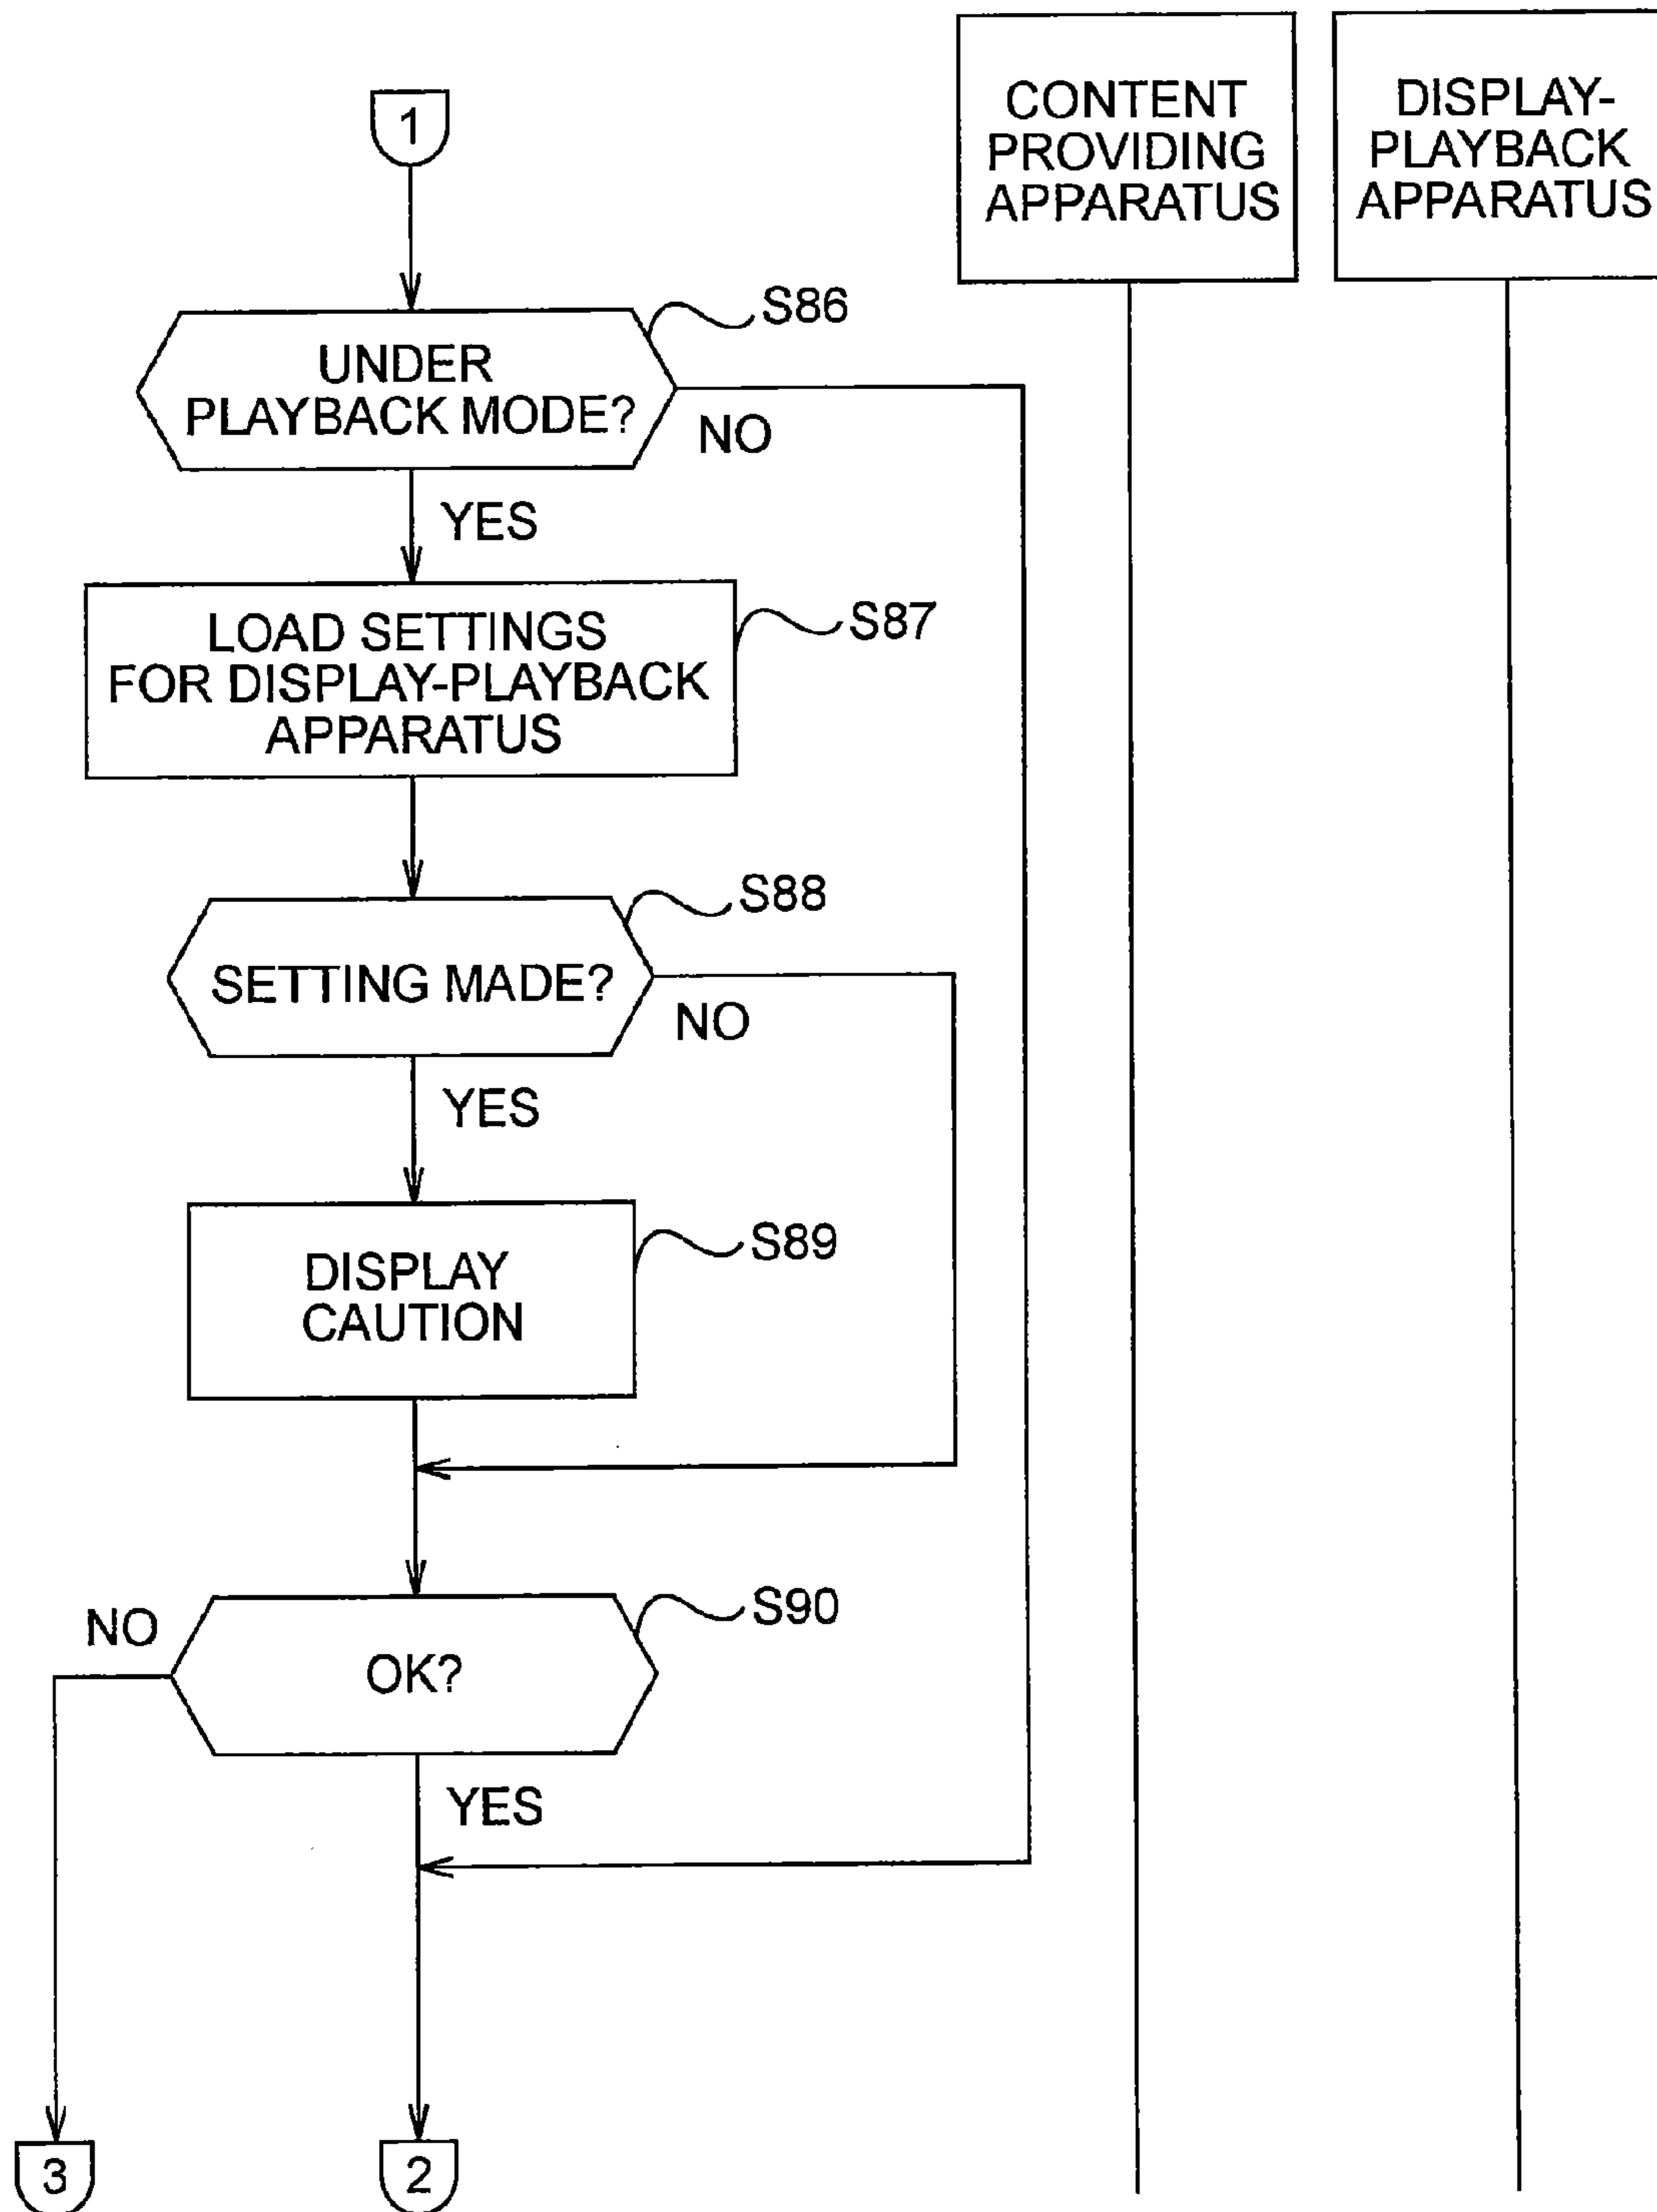 1
CONTENT
PROVIDING
APPARATUS
DISPLAY-
PLAYBACK
APPARATUS
S86
UNDER
PLAYBACK MODE?
NO
YES
S87
LOAD SETTINGS
FOR DISPLAY-PLAYBACK
APPARATUS
S88
SETTING MADE?
NO
YES
S89
DISPLAY
CAUTION
S90
NO
OK?
YES
3
2